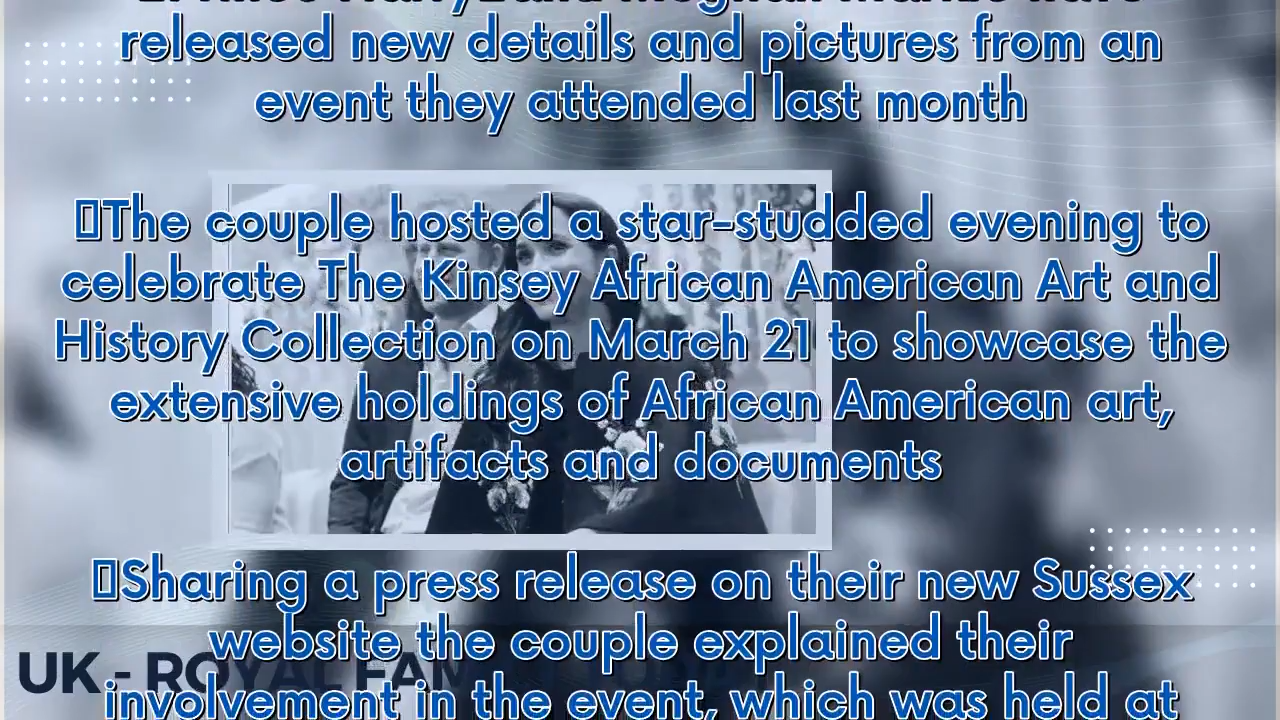 released new details and pictures from an
event they attended last month
The couple hosted a star-studded evening to
celebrate The Kinsey African American Art and
History Collection on March 21 to showcase the
extensive holdings of African American art,
artifacts and documents
Sharing a press release on their new Sussex
website the couple explained their
involvement in the event, which was held at
UK - ROYAL